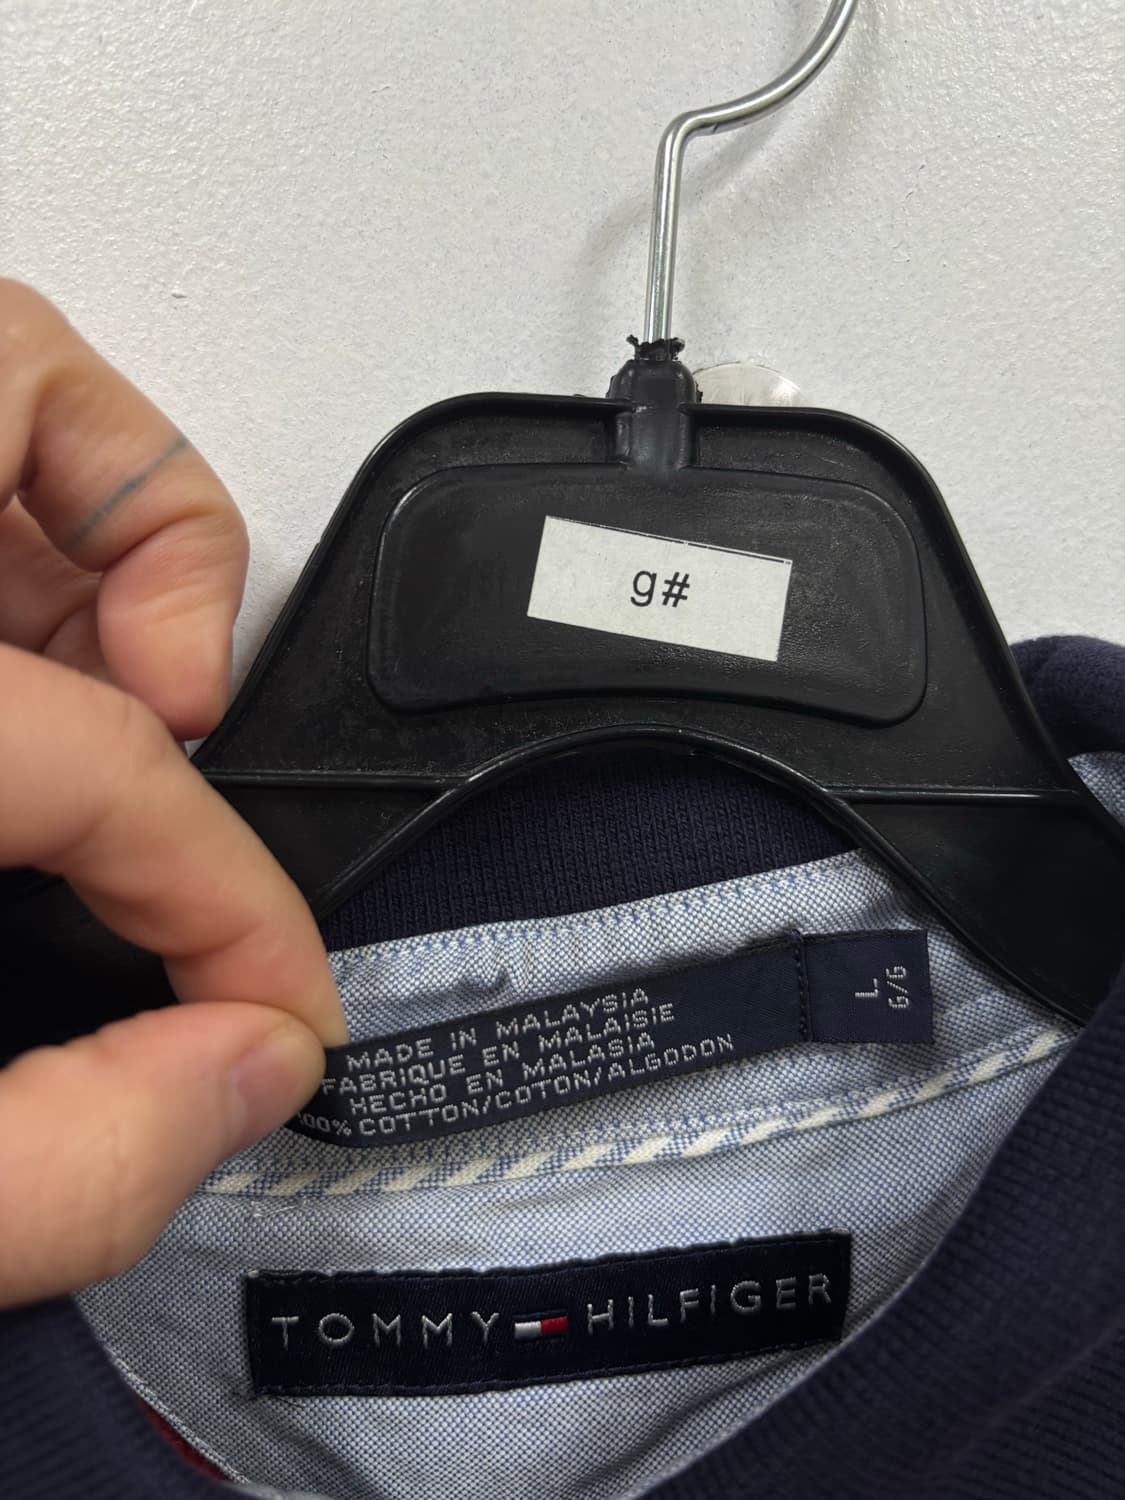 g#
MADE IN MALAYSIA
FABRIQUE EN MALAISIE
HECHO EN MALASIA
100% COTTON/COTON/ALGODON
L
G/G
TOMMY HILFIGER